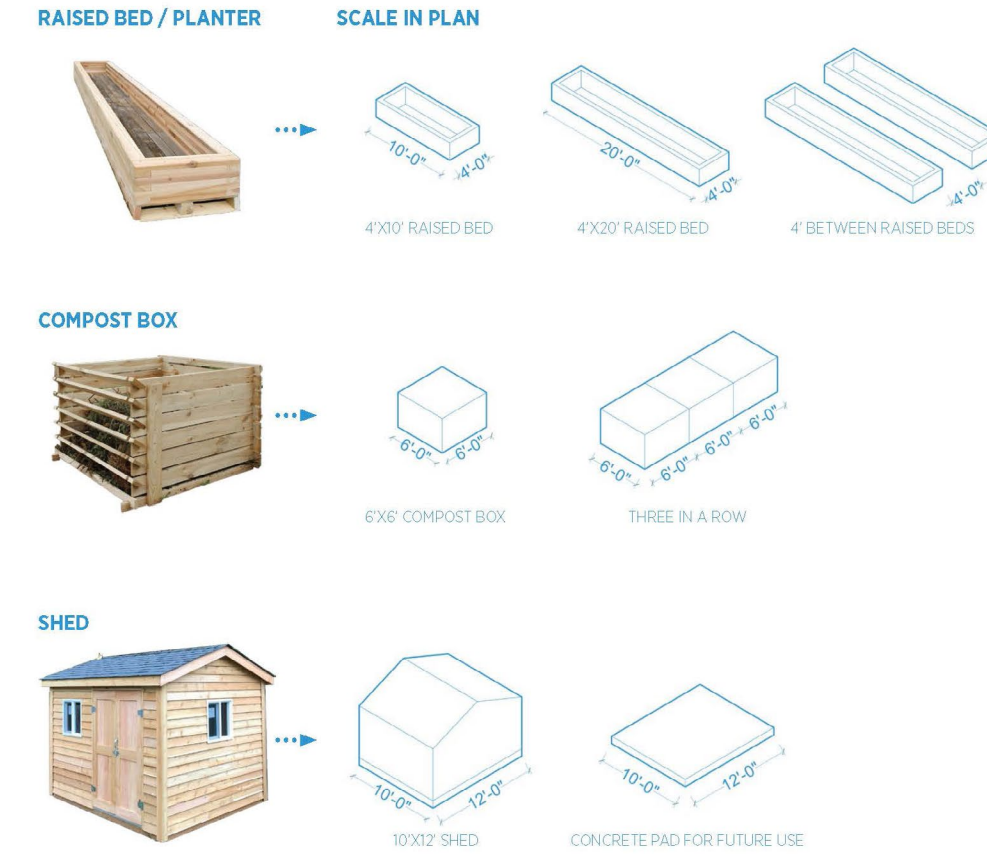 RAISED BED / PLANTER
SCALE IN PLAN
10'-0"
4'-0"
20'-0"
4'-0"
4'-0"
4'X10' RAISED BED
4'X20' RAISED BED
4' BETWEEN RAISED BEDS
COMPOST BOX
6'-0"
6'-0"
6'-0"
6'-0"
6'-0"
6'-0"
6'X6' COMPOST BOX
THREE IN A ROW
SHED
10'-0"
12'-0"
10'-0"
12'-0"
10'X12' SHED
CONCRETE PAD FOR FUTURE USE